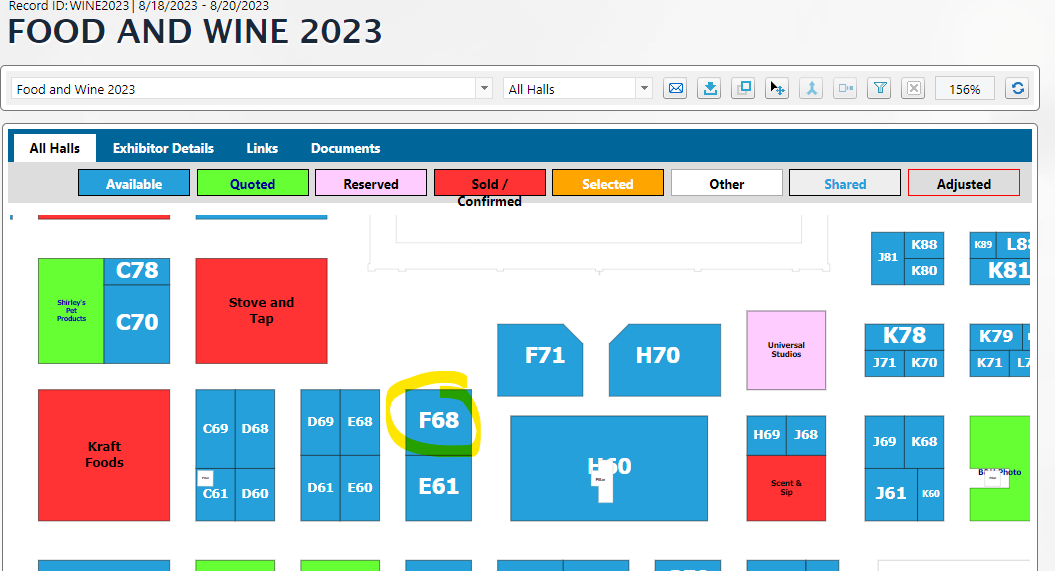 Record ID: WINE2023 | 8/18/2023 - 8/20/2023
FOOD AND WINE 2023
Food and Wine 2023
All Halls
156%
All Halls
Exhibitor Details
Links
Documents
Available
Quoted
Reserved
Sold /
Confirmed
Selected
Other
Shared
Adjusted
Shirley's
Pet
Products
C78
C70
Stove and
Tap
F71
H70
Universal
Studios
J81
K88
K80
K89
L88
K81
K78
J71
K70
K79
K71
Kraft
Foods
C69
D68
C61
D60
D69
E68
D61
E60
F68
E61
H60
Pillar
H69
J68
Scent &
Sip
J69
K68
J61
K60